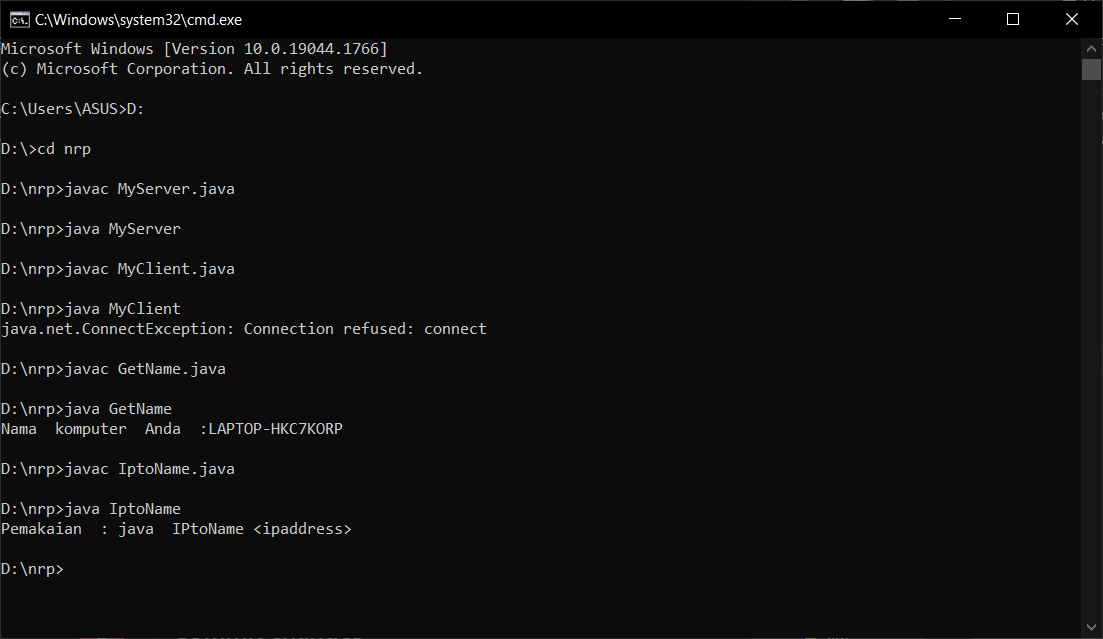 C:\Windows\system32\cmd.exe
Microsoft Windows [Version 10.0.19044.1766]
(c) Microsoft Corporation. All rights reserved.
C:\Users\ASUS>D:
D:\>cd nrp
D:\nrp>javac MyServer.java
D:\nrp>java MyServer
D:\nrp>javac MyClient.java
D:\nrp>java MyClient
java.net.ConnectException: Connection refused: connect
D:\nrp>javac GetName.java
D:\nrp>java GetName
Nama  komputer  Anda  :LAPTOP-HKC7KORP
D:\nrp>javac IptoName.java
D:\nrp>java IptoName
Pemakaian  : java  IPtoName <ipaddress>
D:\nrp>